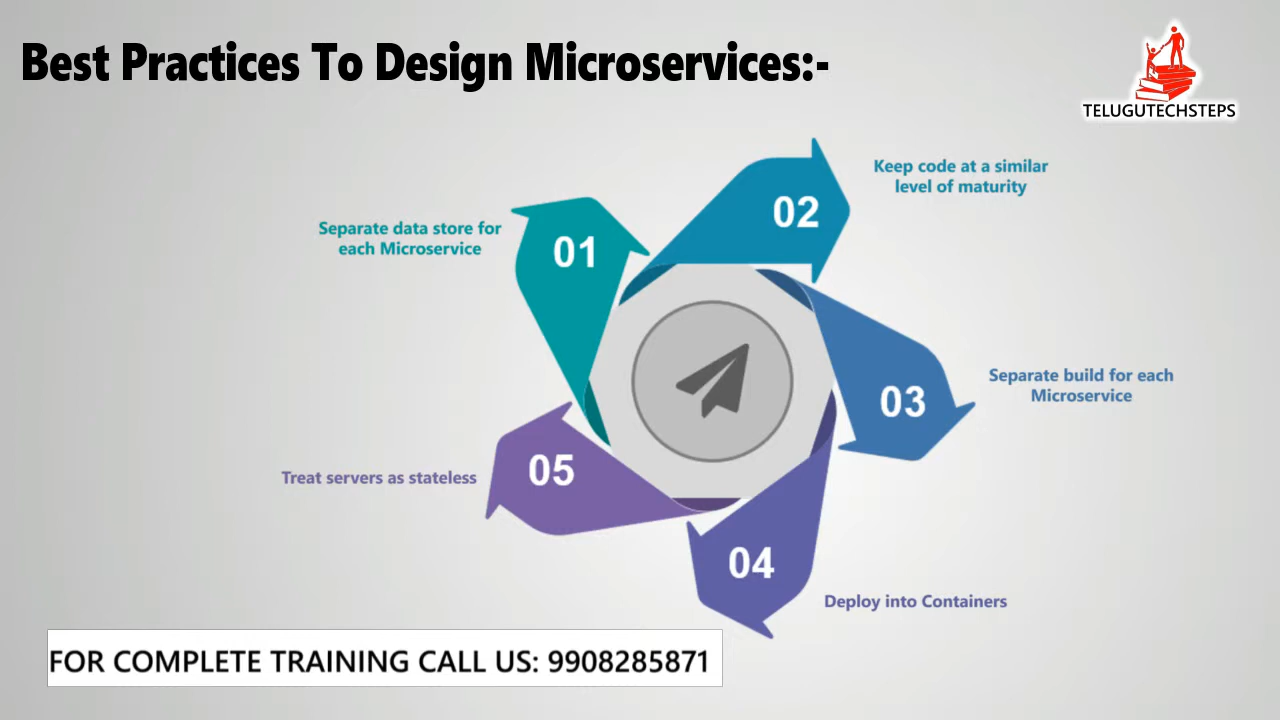 Best Practices To Design Microservices:-
TELUGUTECHSTEPS
Separate data store for
each Microservice
01
02
Keep code at a similar
level of maturity
03
Separate build for each
Microservice
04
Deploy into Containers
05
Treat servers as stateless
FOR COMPLETE TRAINING CALL US: 9908285871